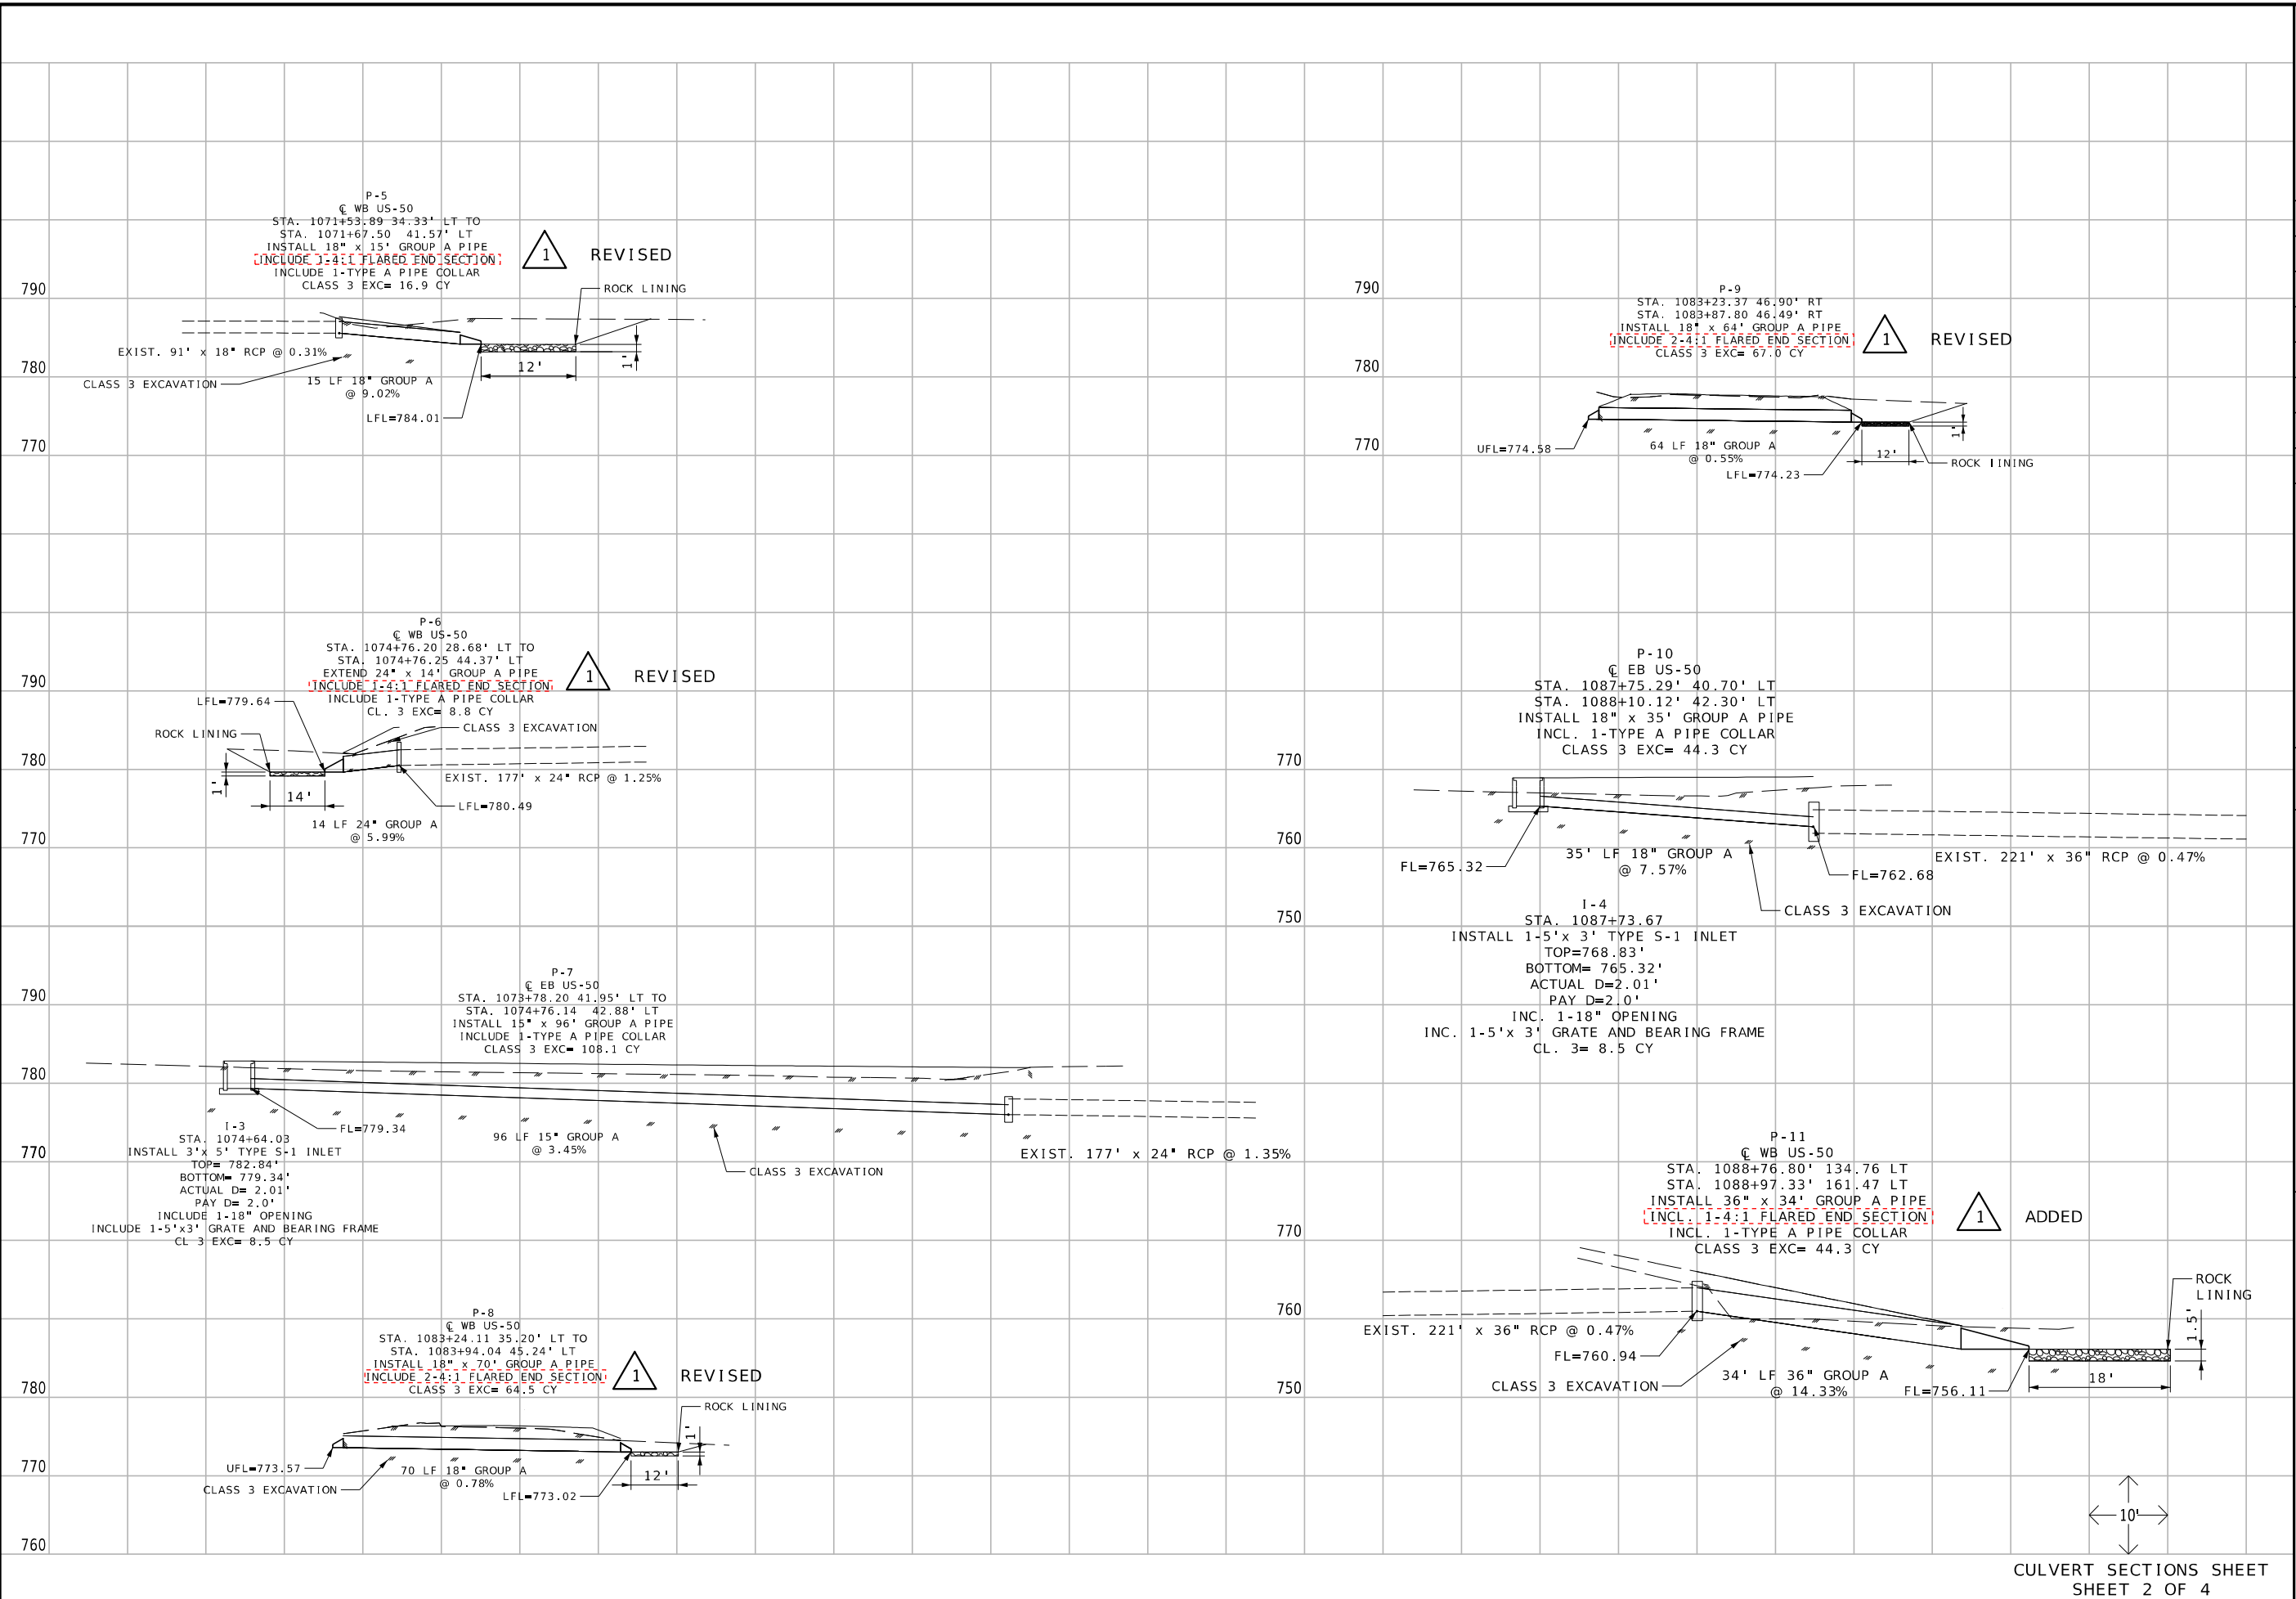 P-5
℄ WB US-50
STA. 1071+53.89 34.33' LT TO
STA. 1071+67.50 41.57' LT
INSTALL 18" x 15' GROUP A PIPE
INCLUDE 1-4:1 FLARED END SECTION
INCLUDE 1-TYPE A PIPE COLLAR
CLASS 3 EXC= 16.9 CY
1 REVISED
790
ROCK LINING
EXIST. 91' x 18" RCP @ 0.31%
780
CLASS 3 EXCAVATION
15 LF 18" GROUP A
@ 9.02%
12'
1'
LFL=784.01
770
P-6
℄ WB US-50
STA. 1074+76.20 28.68' LT TO
STA. 1074+76.25 44.37' LT
EXTEND 24" x 14' GROUP A PIPE
INCLUDE 1-4:1 FLARED END SECTION
INCLUDE 1-TYPE A PIPE COLLAR
CL. 3 EXC= 8.8 CY
1 REVISED
790
LFL=779.64
CLASS 3 EXCAVATION
ROCK LINING
780
EXIST. 177' x 24" RCP @ 1.25%
1'
14'
LFL=780.49
14 LF 24" GROUP A
@ 5.99%
770
P-7
℄ EB US-50
STA. 1073+78.20 41.95' LT TO
STA. 1074+76.14 42.88' LT
INSTALL 15" x 96' GROUP A PIPE
INCLUDE 1-TYPE A PIPE COLLAR
CLASS 3 EXC= 108.1 CY
790
780
FL=779.34
I-3
STA. 1074+64.03
INSTALL 3'x 5' TYPE S-1 INLET
TOP= 782.84'
BOTTOM= 779.34'
ACTUAL D= 2.01'
PAY D= 2.0'
INCLUDE 1-18" OPENING
INCLUDE 1-5'x3' GRATE AND BEARING FRAME
CL 3 EXC= 8.5 CY
96 LF 15" GROUP A
@ 3.45%
770
CLASS 3 EXCAVATION
EXIST. 177' x 24" RCP @ 1.35%
P-8
℄ WB US-50
STA. 1083+24.11 35.20' LT TO
STA. 1083+94.04 45.24' LT
INSTALL 18" x 70' GROUP A PIPE
INCLUDE 2-4:1 FLARED END SECTION
CLASS 3 EXC= 64.5 CY
1 REVISED
780
ROCK LINING
1'
UFL=773.57
770
CLASS 3 EXCAVATION
70 LF 18" GROUP A
@ 0.78%
12'
LFL=773.02
760
P-9
STA. 1083+23.37 46.90' RT
STA. 1083+87.80 46.49' RT
INSTALL 18" x 64' GROUP A PIPE
INCLUDE 2-4:1 FLARED END SECTION
CLASS 3 EXC= 67.0 CY
1 REVISED
790
780
1'
UFL=774.58
770
64 LF 18" GROUP A
@ 0.55%
12'
LFL=774.23
ROCK LINING
P-10
℄ EB US-50
STA. 1087+75.29' 40.70' LT
STA. 1088+10.12' 42.30' LT
INSTALL 18" x 35' GROUP A PIPE
INCL. 1-TYPE A PIPE COLLAR
CLASS 3 EXC= 44.3 CY
770
760
FL=765.32
35' LF 18" GROUP A
@ 7.57%
EXIST. 221' x 36" RCP @ 0.47%
FL=762.68
CLASS 3 EXCAVATION
750
I-4
STA. 1087+73.67
INSTALL 1-5'x 3' TYPE S-1 INLET
TOP=768.83'
BOTTOM= 765.32'
ACTUAL D=2.01'
PAY D=2.0'
INC. 1-18" OPENING
INC. 1-5'x 3' GRATE AND BEARING FRAME
CL. 3= 8.5 CY
P-11
℄ WB US-50
STA. 1088+76.80' 134.76 LT
STA. 1088+97.33' 161.47 LT
INSTALL 36" x 34' GROUP A PIPE
INCL. 1-4:1 FLARED END SECTION
INCL. 1-TYPE A PIPE COLLAR
CLASS 3 EXC= 44.3 CY
1 ADDED
770
ROCK
LINING
760
1.5'
EXIST. 221' x 36" RCP @ 0.47%
FL=760.94
CLASS 3 EXCAVATION
34' LF 36" GROUP A
@ 14.33%
FL=756.11
18'
750
10'
CULVERT SECTIONS SHEET
SHEET 2 OF 4